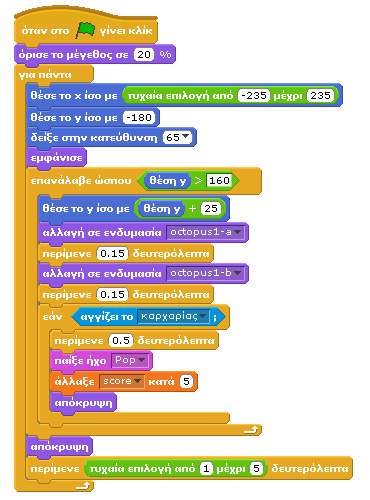 όταν στο γίνει κλίκ
όρισε το μέγεθος σε 20 %
για πάντα
θέσε το x ίσο με τυχαία επιλογή από -235 μέχρι 235
θέσε το y ίσο με -180
δείξε στην κατεύθυνση 65
εμφάνισε
επανάλαβε ώσπου θέση y > 160
θέσε το y ίσο με θέση y + 25
αλλαγή σε ενδυμασία octopus1-a
περίμενε 0.15 δευτερόλεπτα
αλλαγή σε ενδυμασία octopus1-b
περίμενε 0.15 δευτερόλεπτα
εάν αγγίζει το καρχαρίας ;
περίμενε 0.5 δευτερόλεπτα
παίξε ήχο Pop
άλλαξε score κατά 5
απόκρυψη
απόκρυψη
περίμενε τυχαία επιλογή από 1 μέχρι 5 δευτερόλεπτα